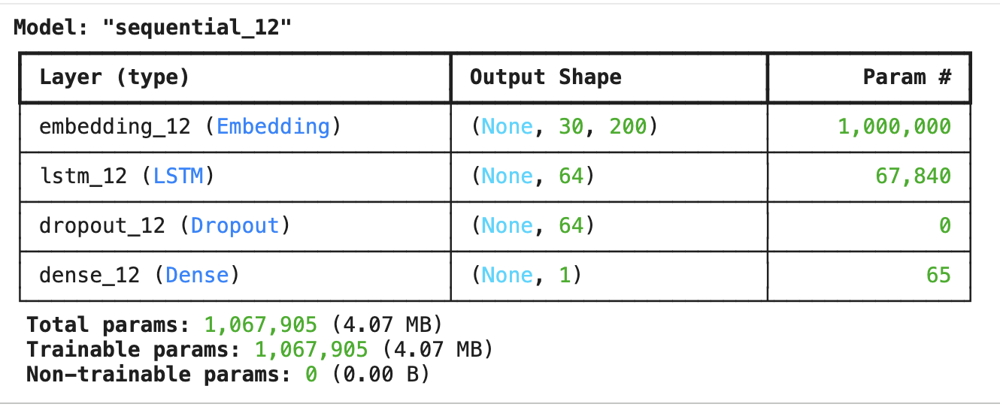 Model: "sequential_12"
Layer (type) Output Shape Param #
embedding_12 (Embedding) (None, 30, 200) 1,000,000
lstm_12 (LSTM) (None, 64) 67,840
dropout_12 (Dropout) (None, 64) 0
dense_12 (Dense) (None, 1) 65
Total params: 1,067,905 (4.07 MB)
Trainable params: 1,067,905 (4.07 MB)
Non-trainable params: 0 (0.00 B)